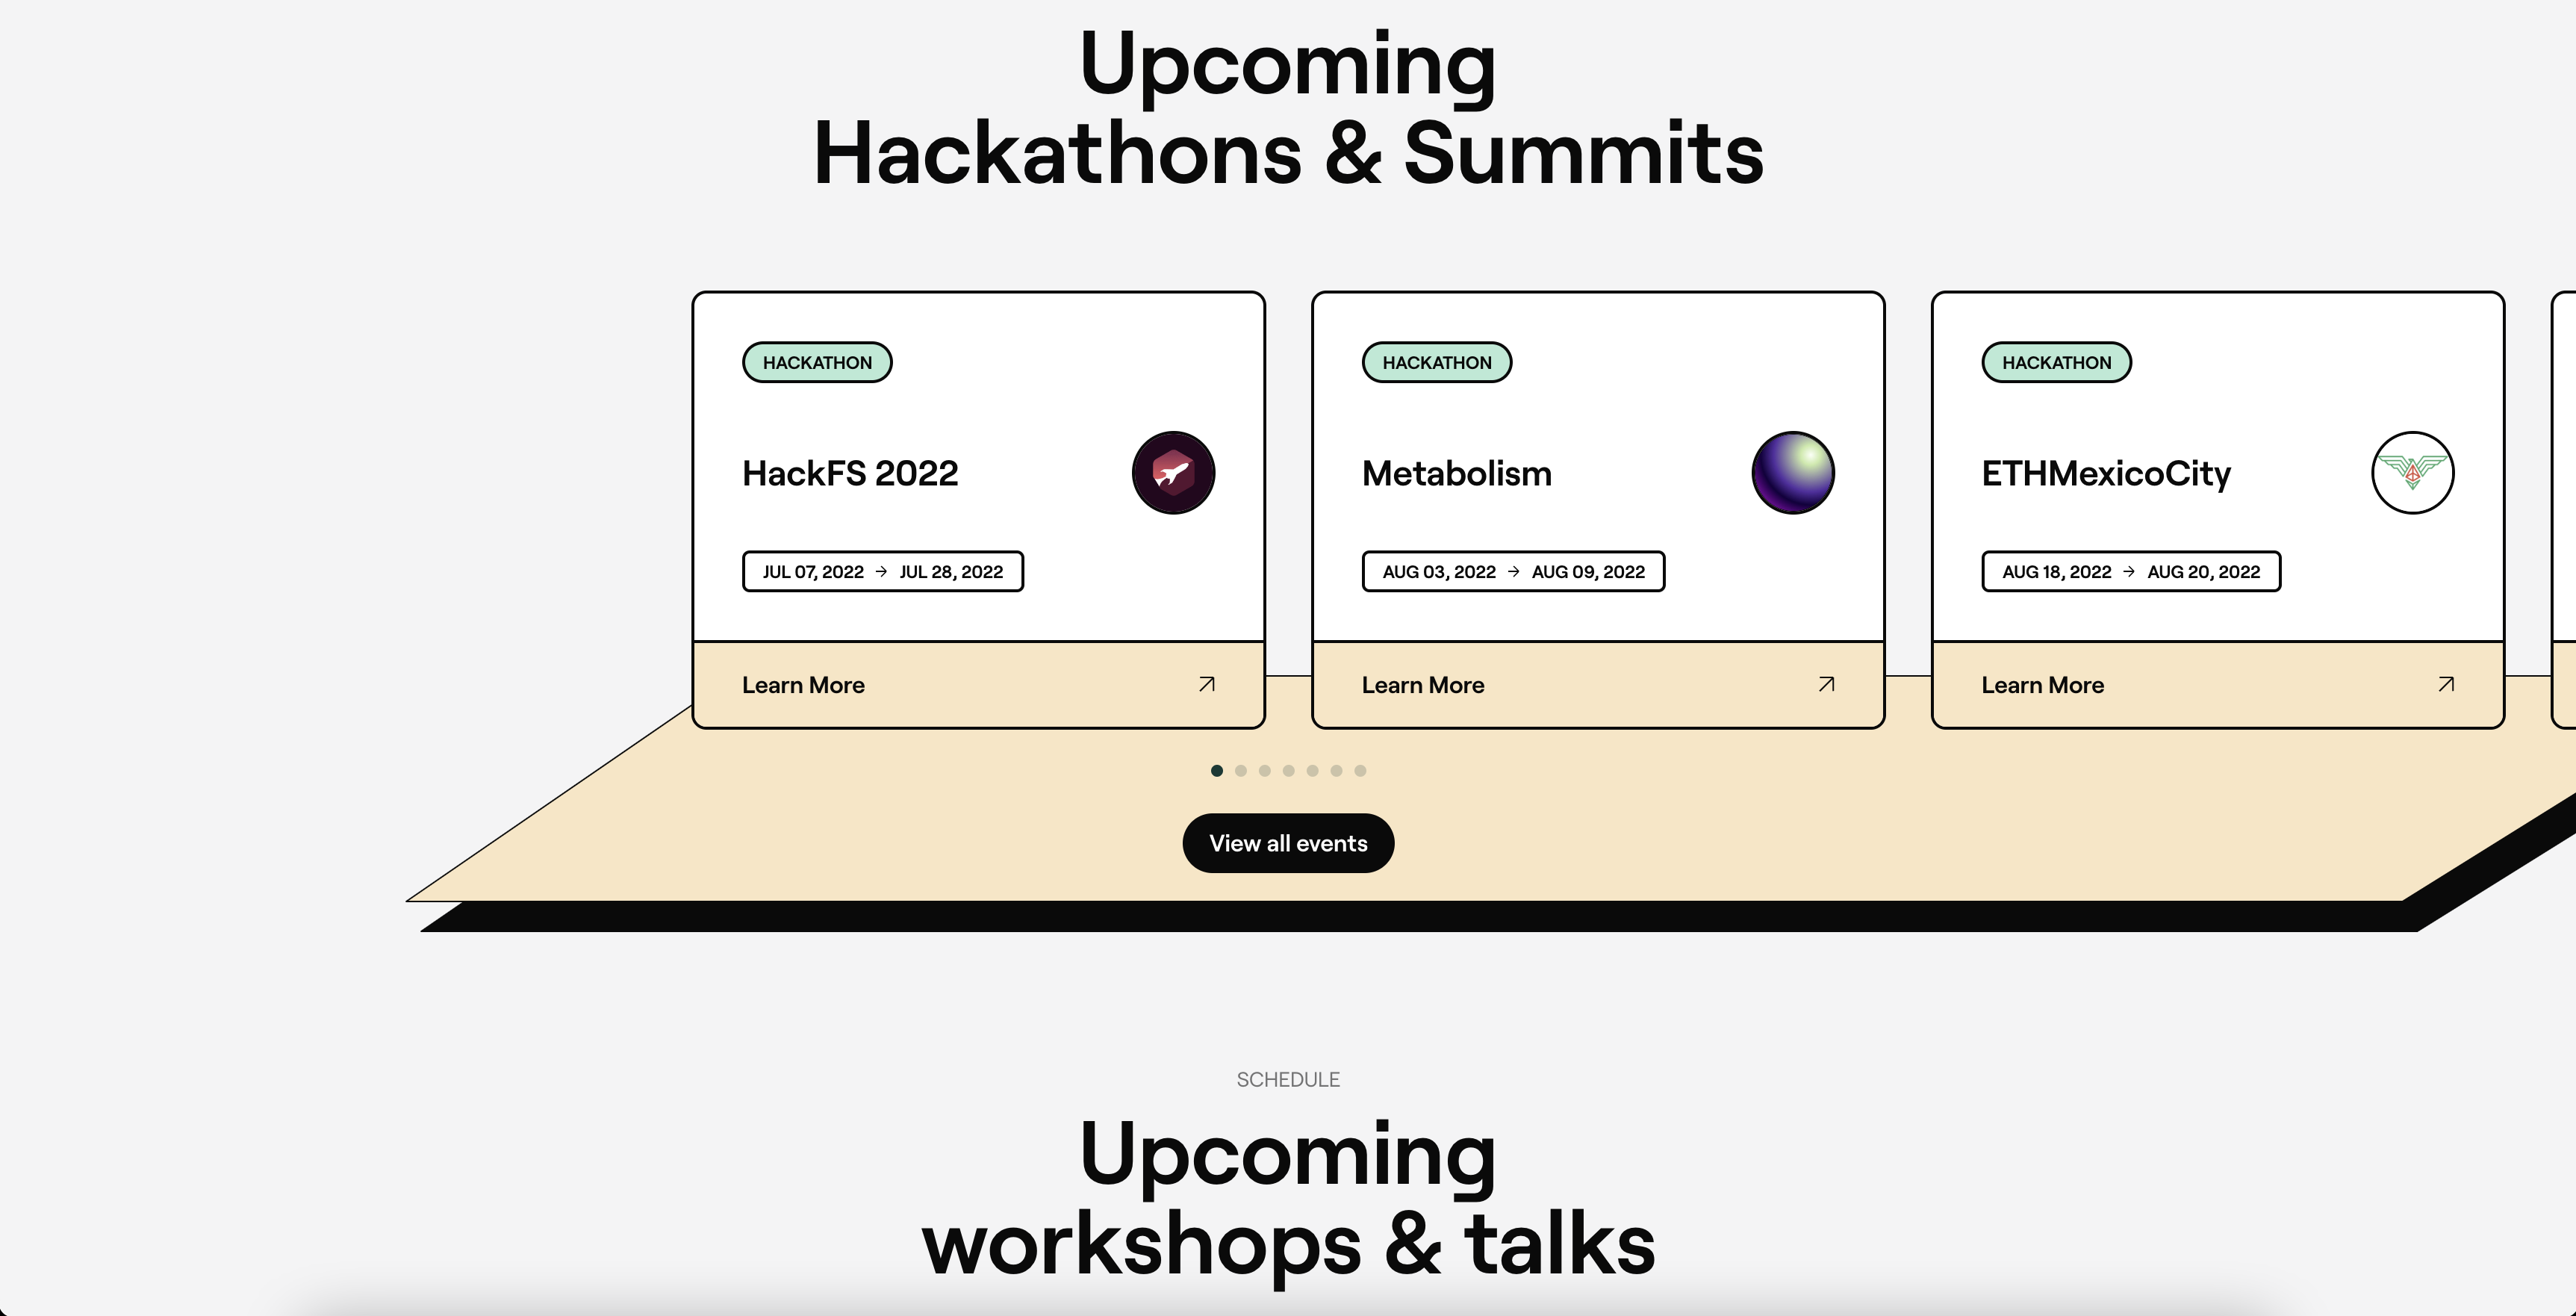 Upcoming
Hackathons & Summits
HACKATHON
HackFS 2022
JUL 07, 2022 → JUL 28, 2022
Learn More
HACKATHON
Metabolism
AUG 03, 2022 → AUG 09, 2022
Learn More
HACKATHON
ETHMexicoCity
AUG 18, 2022 → AUG 20, 2022
Learn More
View all events
SCHEDULE
Upcoming
workshops & talks